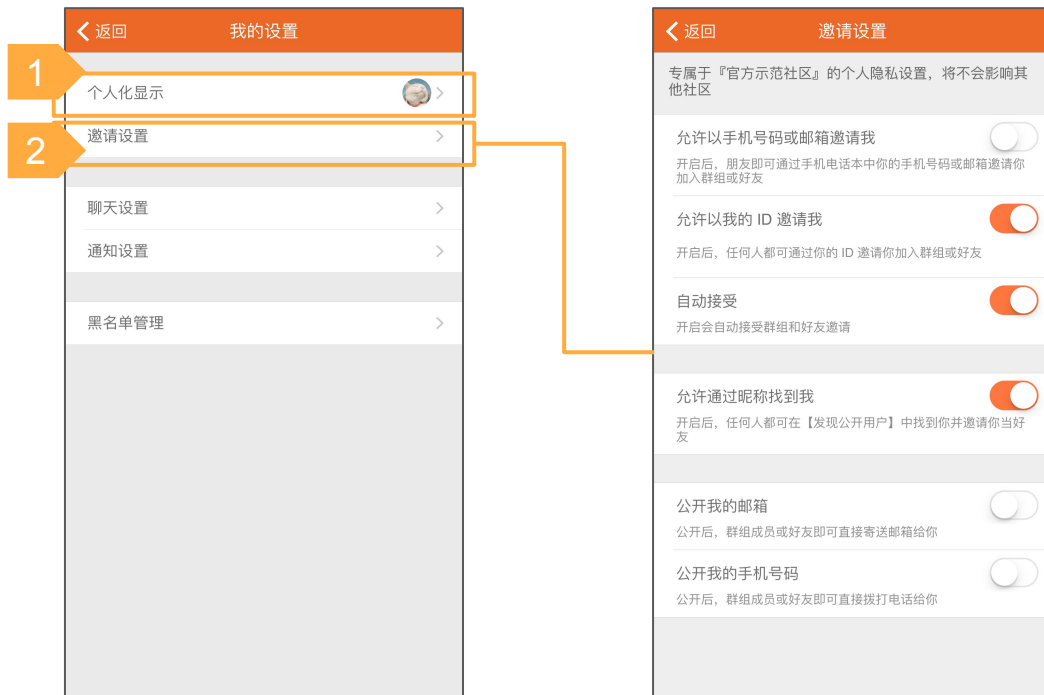 返回
我的设置
1
个人化显示
2
邀请设置
聊天设置
通知设置
黑名单管理
返回
邀请设置
专属于『官方示范社区』的个人隐私设置，将不会影响其
他社区
允许以手机号码或邮箱邀请我
开启后，朋友即可通过手机电话本中你的手机号码或邮箱邀请你
加入群组或好友
允许以我的 ID 邀请我
开启后，任何人都可通过你的 ID 邀请你加入群组或好友
自动接受
开启会自动接受群组和好友邀请
允许通过昵称找到我
开启后，任何人都可在【发现公开用户】中找到你并邀请你当好
友
公开我的邮箱
公开后，群组成员或好友即可直接寄送邮箱给你
公开我的手机号码
公开后，群组成员或好友即可直接拨打电话给你